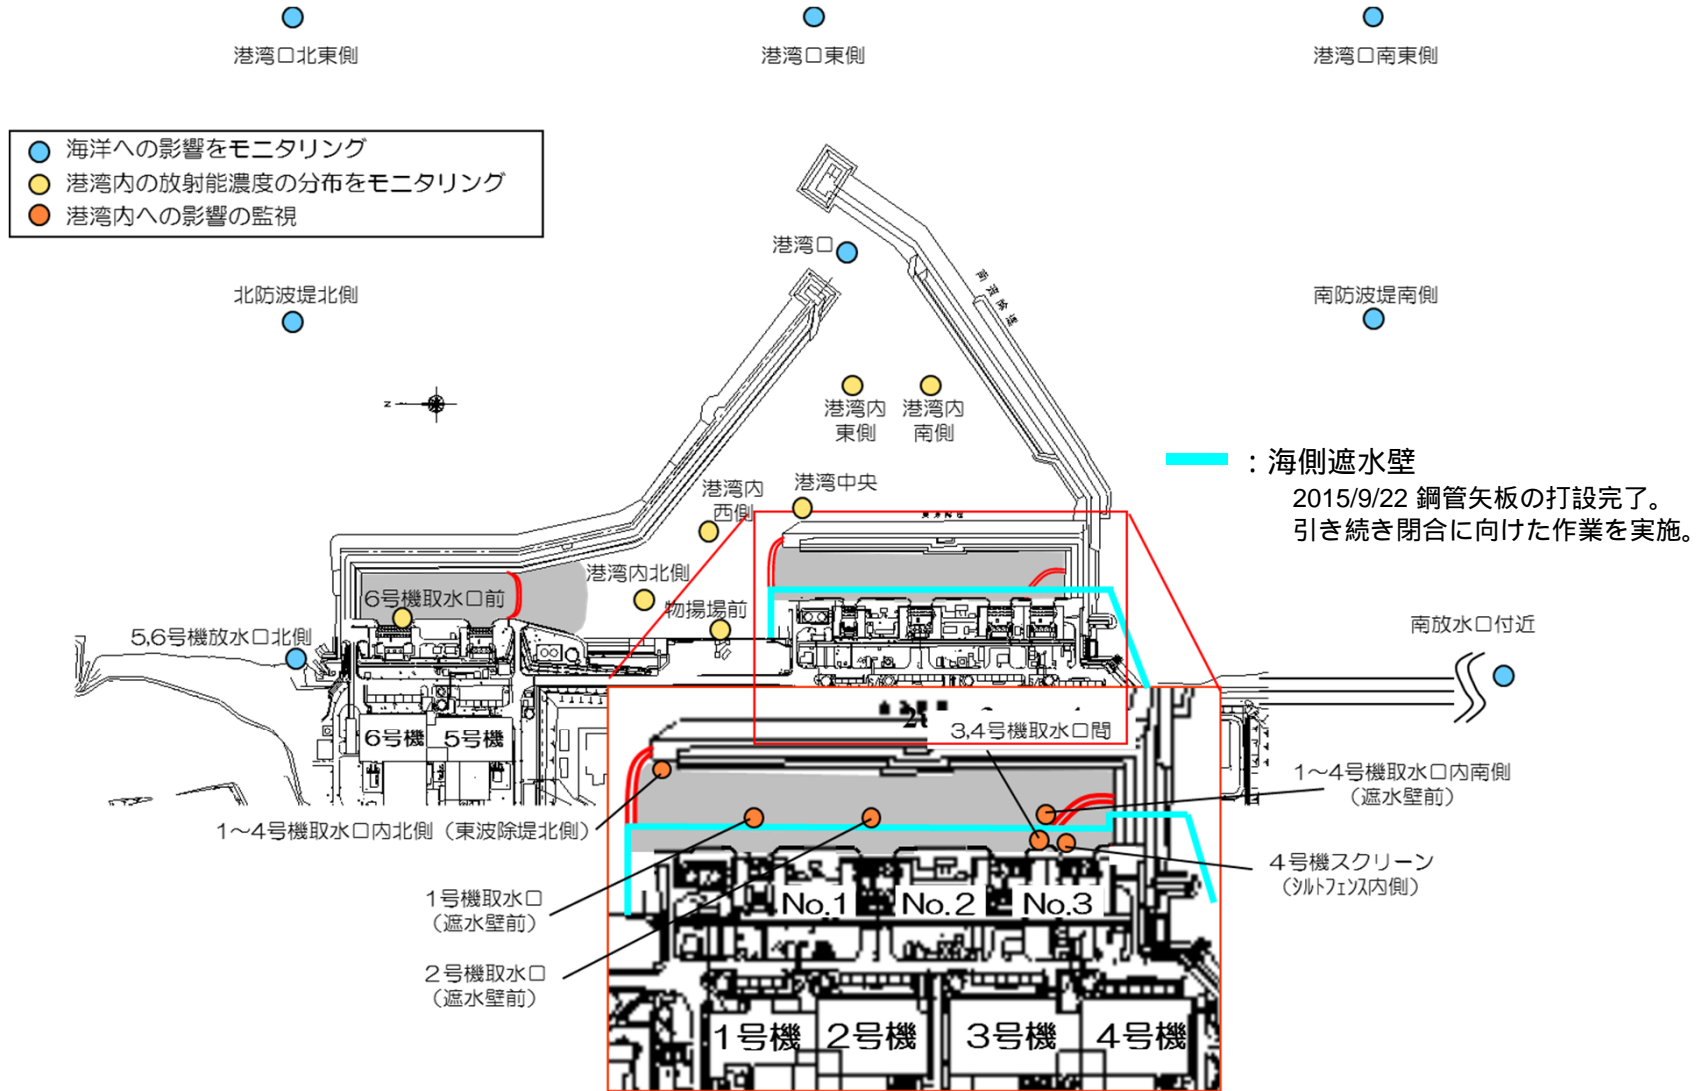 港湾口北東側
港湾口東側
港湾口南東側
海洋への影響をモニタリング
港湾内の放射能濃度の分布をモニタリング
港湾内への影響の監視
港湾口
北防波堤北側
南防波堤南側
N
港湾内
東側
港湾内
南側
:海側遮水壁
2015/9/22 鋼管矢板の打設完了。
引き続き閉合に向けた作業を実施。
港湾内
西側
港湾中央
港湾内北側
6号機取水口前
物揚場前
5,6号機放水口北側
南放水口付近
6号機
5号機
3,4号機取水口間
1～4号機取水口内南側
(遮水壁前)
1～4号機取水口内北側(東波除堤北側)
4号機スクリーン
(シルトフェンス内側)
1号機取水口
(遮水壁前)
No.1
No.2
No.3
2号機取水口
(遮水壁前)
1号機
2号機
3号機
4号機